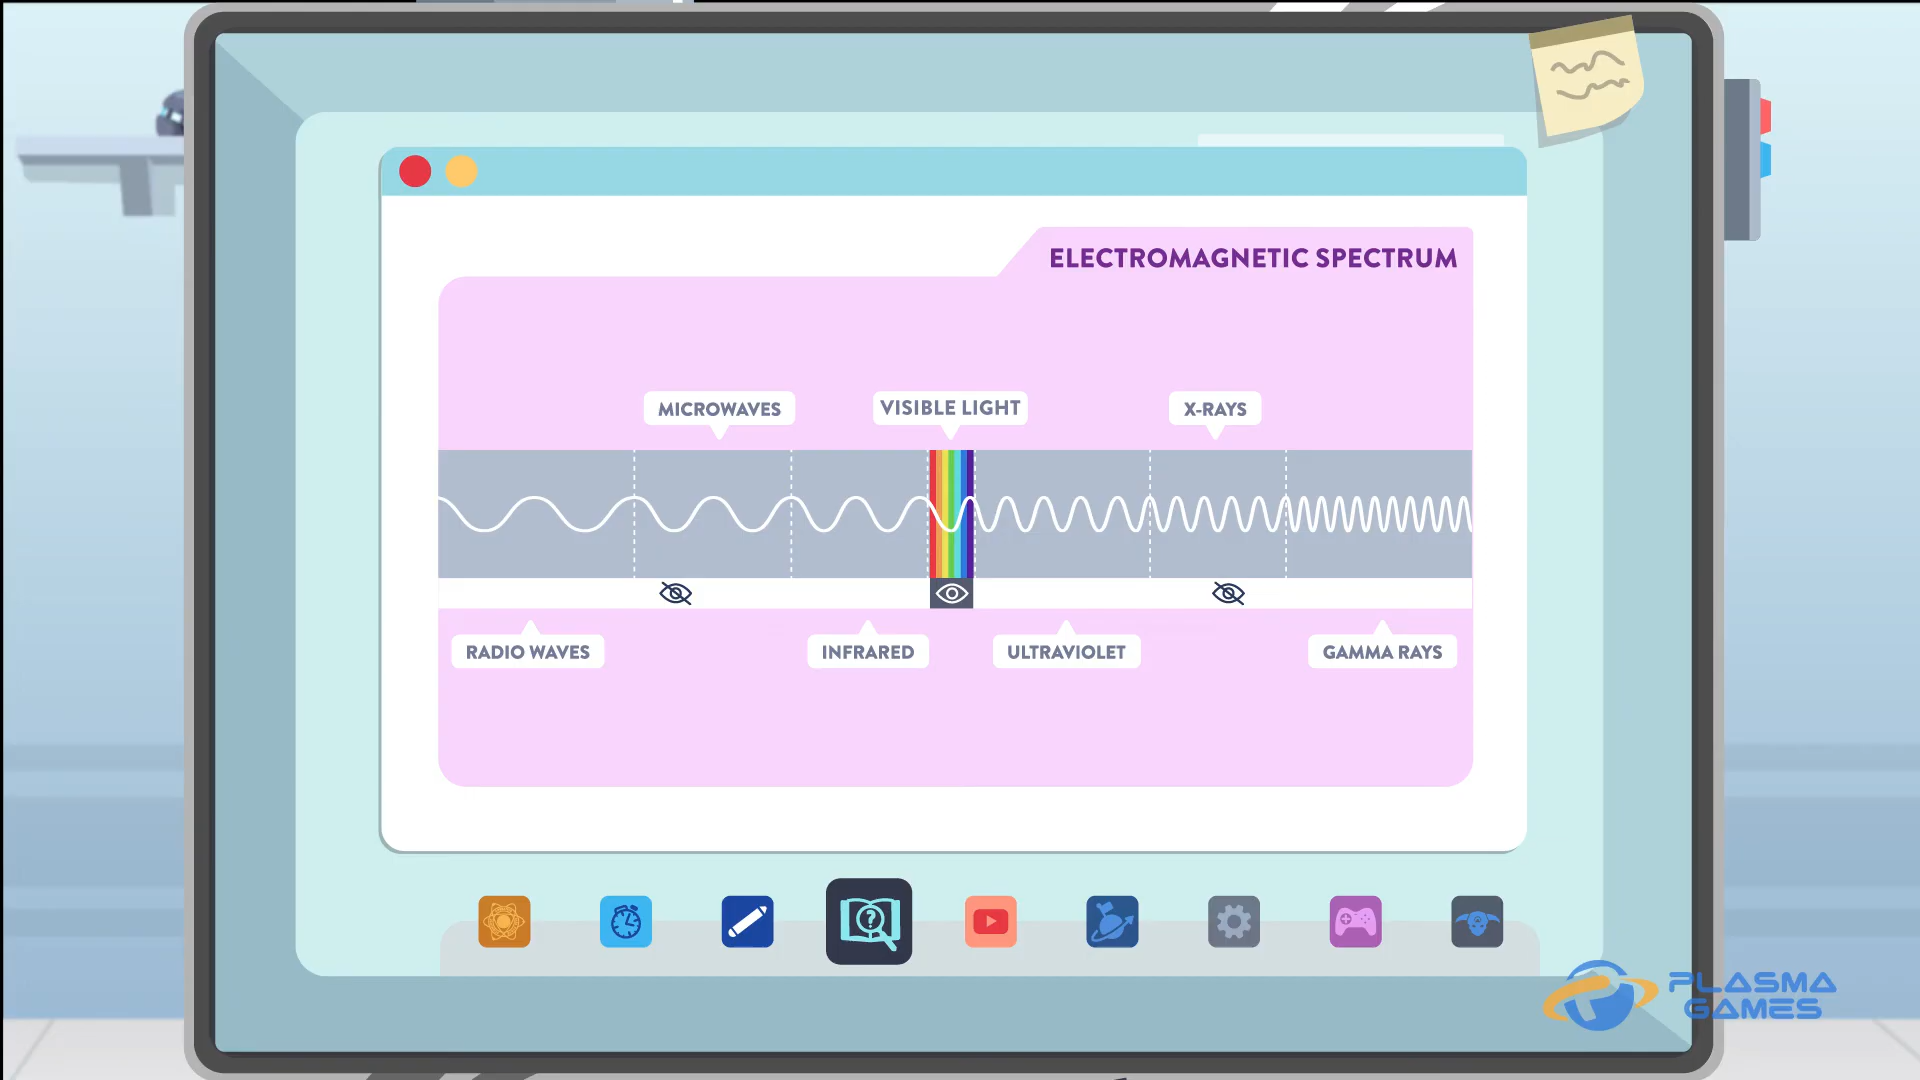 ELECTROMAGNETIC SPECTRUM
MICROWAVES
VISIBLE LIGHT
X-RAYS
RADIO WAVES
INFRARED
ULTRAVIOLET
GAMMA RAYS
PLASMA
GAMES